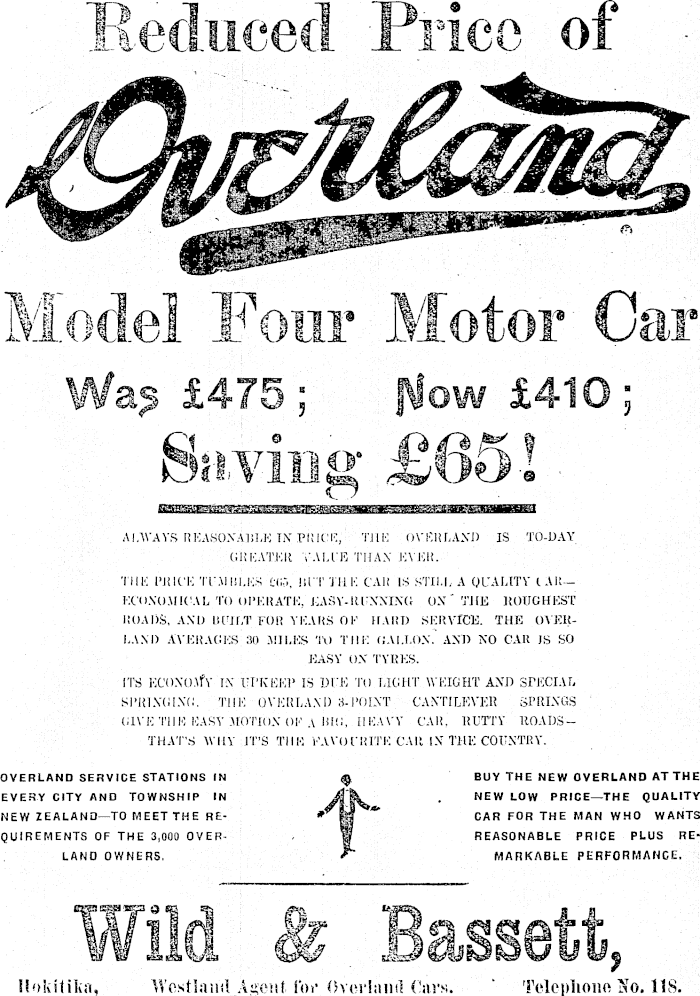 Reduced Price of
Overland
Model Four Motor Car
Was £475; Now £410;
Saving £65!
ALWAYS REASONABLE IN PRICE, THE OVERLAND IS TO-DAY
GREATER VALUE THAN EVER.
THE PRICE TUMBLES £65, BUT THE CAR IS STILL A QUALITY CAR—
ECONOMICAL TO OPERATE, EASY-RUNNING ON THE ROUGHEST
ROADS, AND BUILT FOR YEARS OF HARD SERVICE. THE OVER-
LAND AVERAGES 30 MILES TO THE GALLON. AND NO CAR IS SO
EASY ON TYRES.
ITS ECONOMY IN UPKEEP IS DUE TO LIGHT WEIGHT AND SPECIAL
SPRINGING. THE OVERLAND 3-POINT CANTILEVER SPRINGS
GIVE THE EASY MOTION OF A BIG, HEAVY CAR. RUTTY ROADS—
THAT'S WHY IT'S THE FAVOURITE CAR IN THE COUNTRY.
OVERLAND SERVICE STATIONS IN
EVERY CITY AND TOWNSHIP IN
NEW ZEALAND—TO MEET THE RE-
QUIREMENTS OF THE 3,000 OVER-
LAND OWNERS.
BUY THE NEW OVERLAND AT THE
NEW LOW PRICE—THE QUALITY
CAR FOR THE MAN WHO WANTS
REASONABLE PRICE PLUS RE-
MARKABLE PERFORMANCE.
Wild & Bassett,
Hokitika, Westland Agent for Overland Cars. Telephone No. 118.